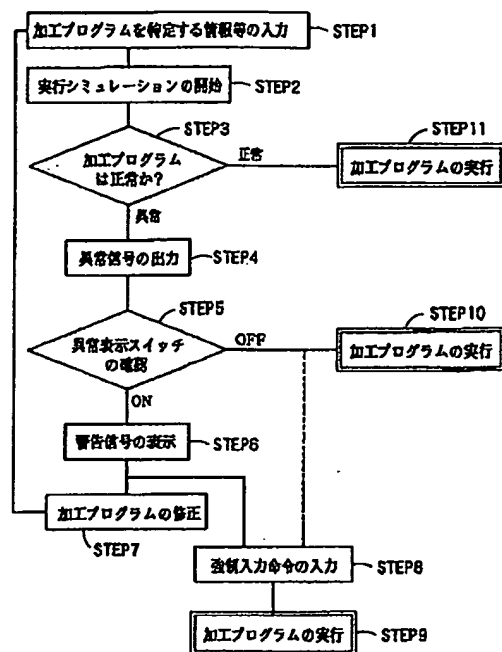 加工プログラムを特定する情報等の入力
STEP1
実行シミュレーションの開始
STEP2
STEP3
加工プログラム
は正常か?
正常
STEP11
加工プログラムの実行
異常
異常信号の出力
STEP4
STEP5
異常表示スイッチ
の確認
OFF
STEP10
加工プログラムの実行
ON
警告信号の表示
STEP6
加工プログラムの修正
STEP7
強制入力命令の入力
STEP8
加工プログラムの実行
STEP9